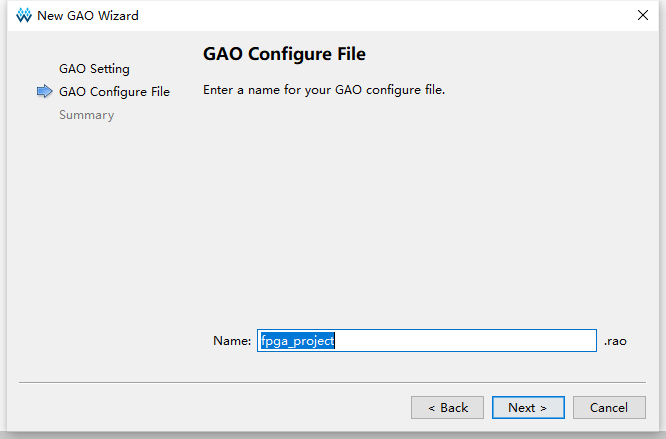 New GAO Wizard
GAO Setting
GAO Configure File
Summary
GAO Configure File
Enter a name for your GAO configure file.
Name: fpga_project .rao
< Back Next > Cancel